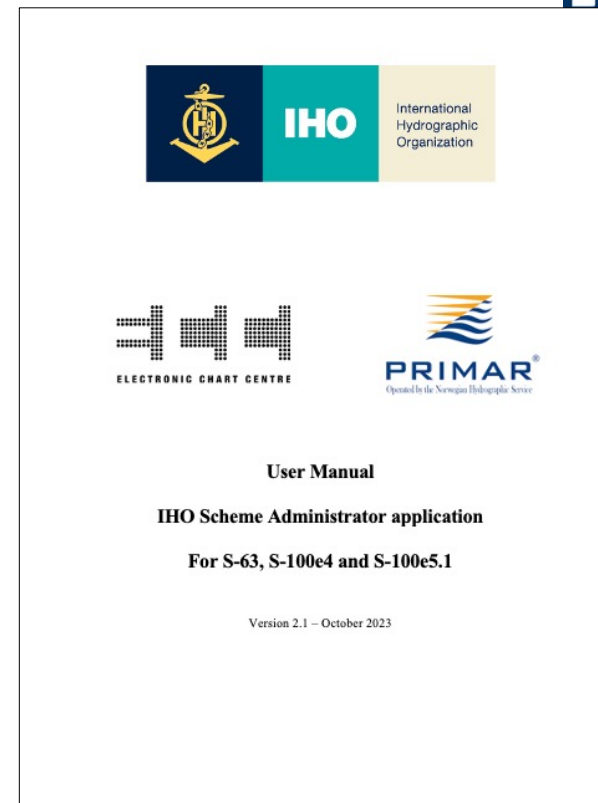 IHO
International
Hydrographic
Organization
ELECTRONIC CHART CENTRE
PRIMAR®
Operated by the Norwegian Hydrographic Service
User Manual
IHO Scheme Administrator application
For S-63, S-100e4 and S-100e5.1
Version 2.1 – October 2023